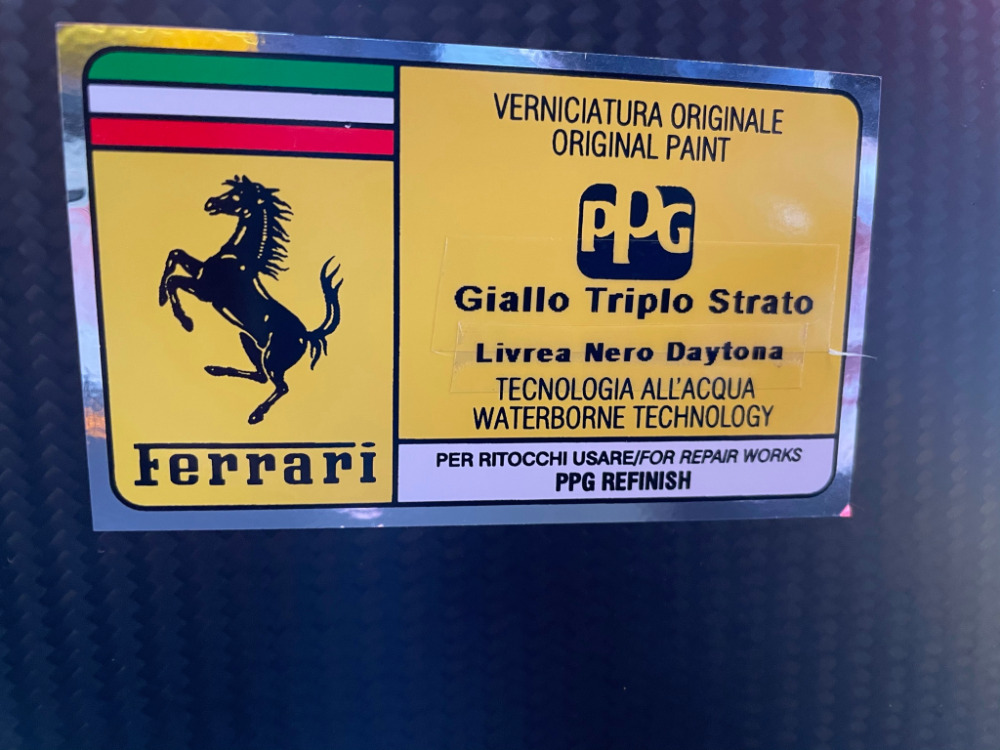 Ferrari
VERNICIATURA ORIGINALE
ORIGINAL PAINT
PPG
Giallo Triplo Strato
Livrea Nero Daytona
TECNOLOGIA ALL'ACQUA
WATERBORNE TECHNOLOGY
PER RITOCCHI USARE/FOR REPAIR WORKS
PPG REFINISH